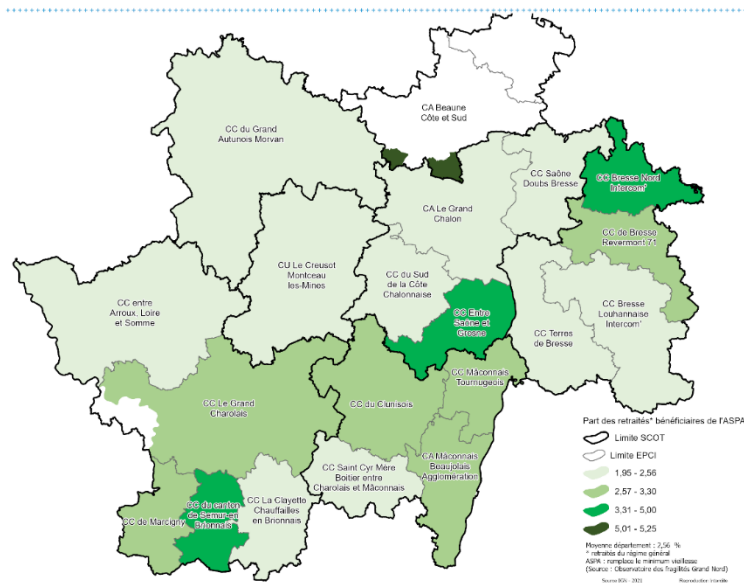 CA Beaune
Côte et Sud
CC du Grand
Autunois Morvan
CC Saône
Doubs Bresse
CC Bresse Nord
Intercom'
CA Le Grand
Chalon
CC de Bresse
Revermont 71
CU Le Creusot
Montceau
les-Mines
CC du Sud
de la Côte
Chalonnaise
CC entre
Arroux, Loire
et Somme
CC Bresse
Louhannaise
Intercom'
CC Entre
Saône et
Grosne
CC Terres
de Bresse
CC Mâconnais
Tournugeois
CC Le Grand
Charolais
CC du Clunisois
CA Mâconnais
Beaujolais
Agglomération
CC Saint Cyr Mère
Boitier entre
Charolais et Mâconnais
CC La Clayette
Chauffailles
en Brionnais
CC du canton
de Semur-en
Brionnais
CC de Marcigny
Part des retraités* bénéficiaires de l'ASPA
Limite SCOT
Limite EPCI
1,95 - 2,56
2,57 - 3,30
3,31 - 5,00
5,01 - 5,25
Moyenne département : 2,56 %
* retraités du régime général
ASPA : remplace le minimum vieillesse
(Source : Observatoire des fragilités Grand Nord)
Reproduction interdite